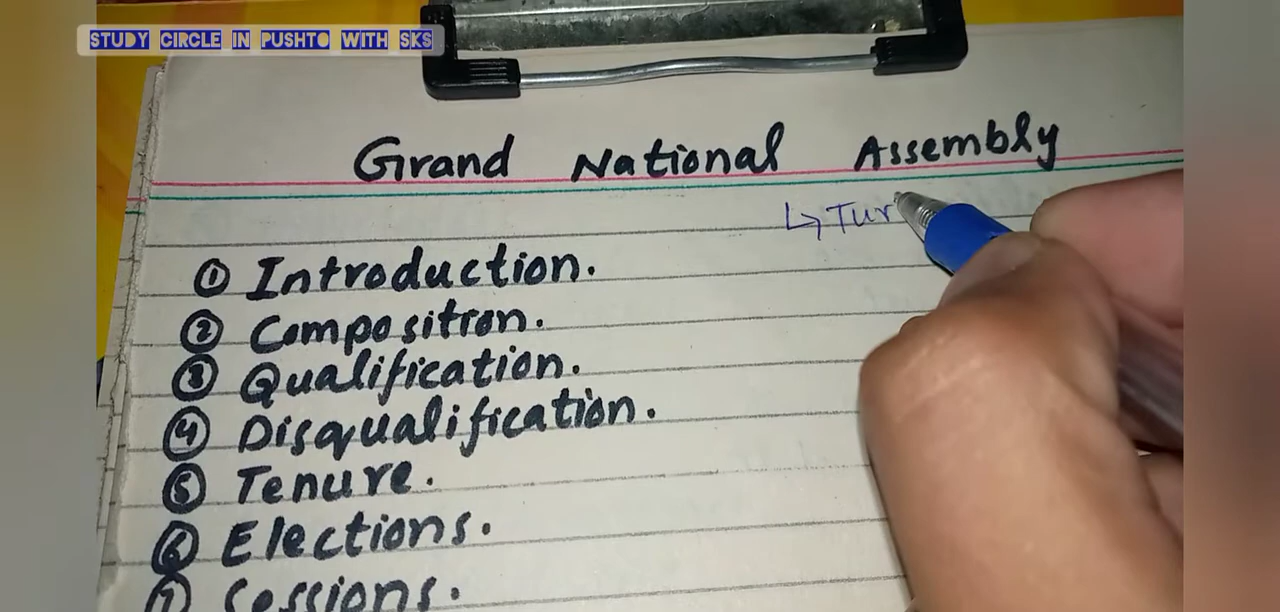 STUDY CIRCLE IN PUSHTO WITH SKS
Grand National Assembly
↳ Tur
① Introduction.
② Composition.
③ Qualification.
④ Disqualification.
⑤ Tenure.
⑥ Elections.
⑦ Sessions.